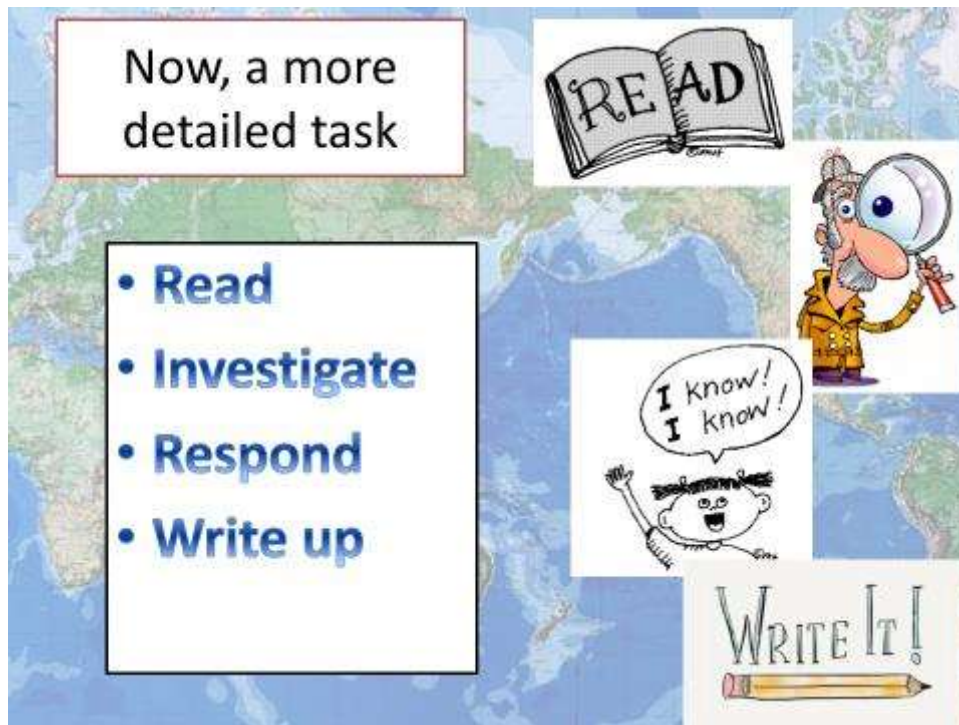 Now, a more
detailed task
• Read
• Investigate
• Respond
• Write up
READ
I know!
I know!
WRITE IT!